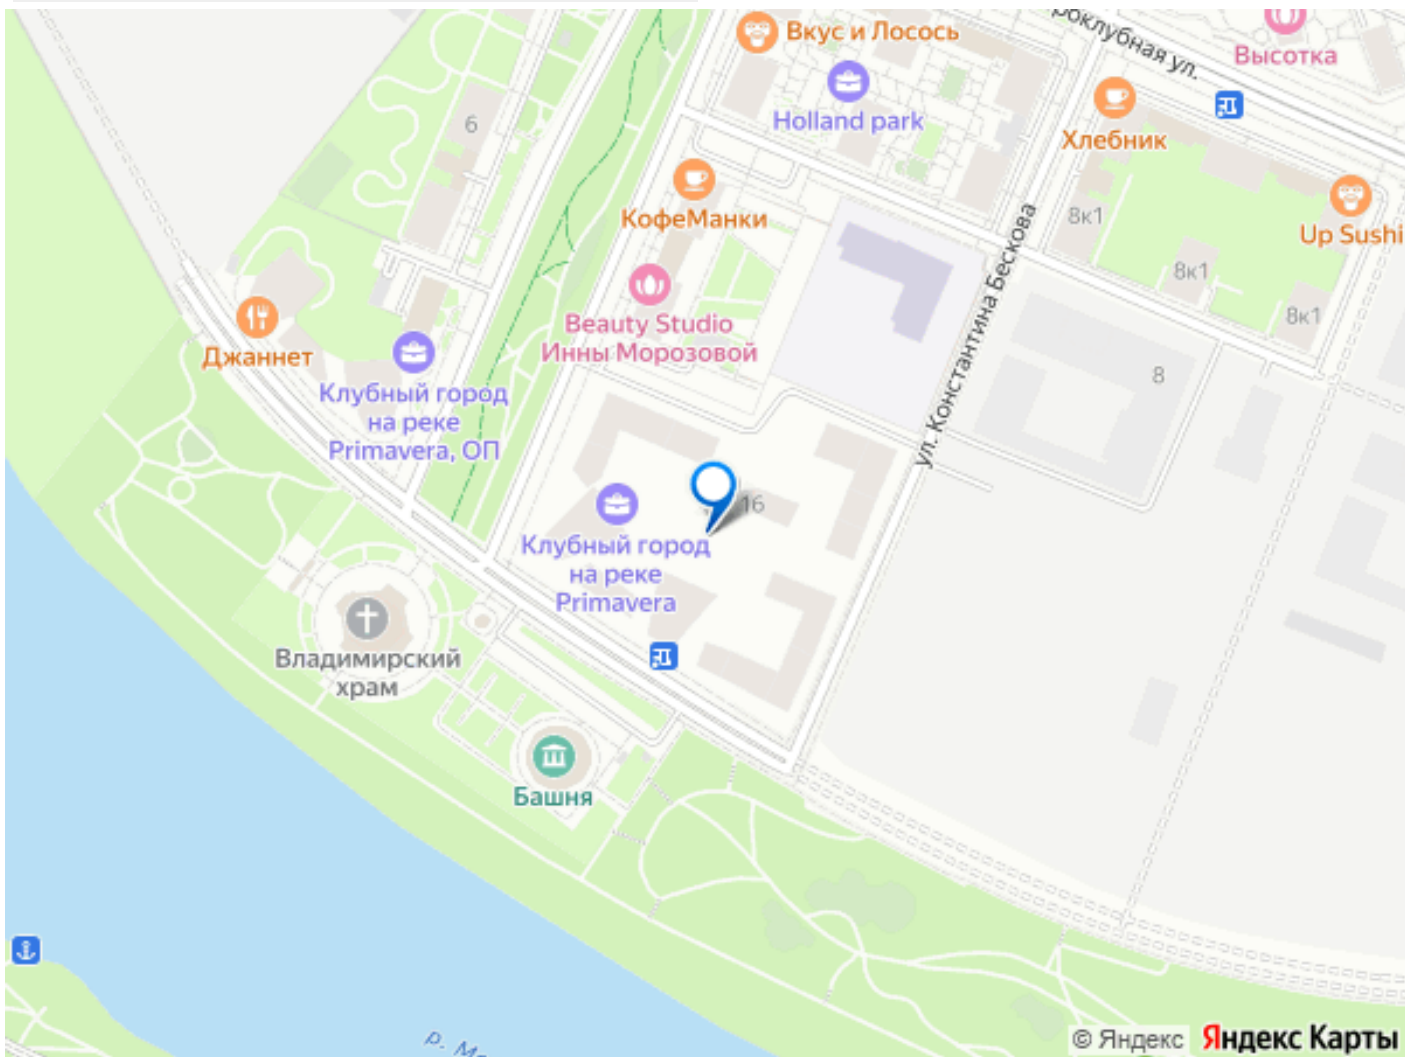 Вкус и Лосось
Высотка
Holland park
Хлебник
6
КофеМанки
8к1
Up Sushi
8к1
8к1
ул. Константина Бескова
Beauty Studio
Инны Морозовой
Джаннет
Клубный город
на реке
Primavera, ОП
8
16
Клубный город
на реке
Primavera
Владимирский
храм
Башня
© Яндекс Яндекс Карты